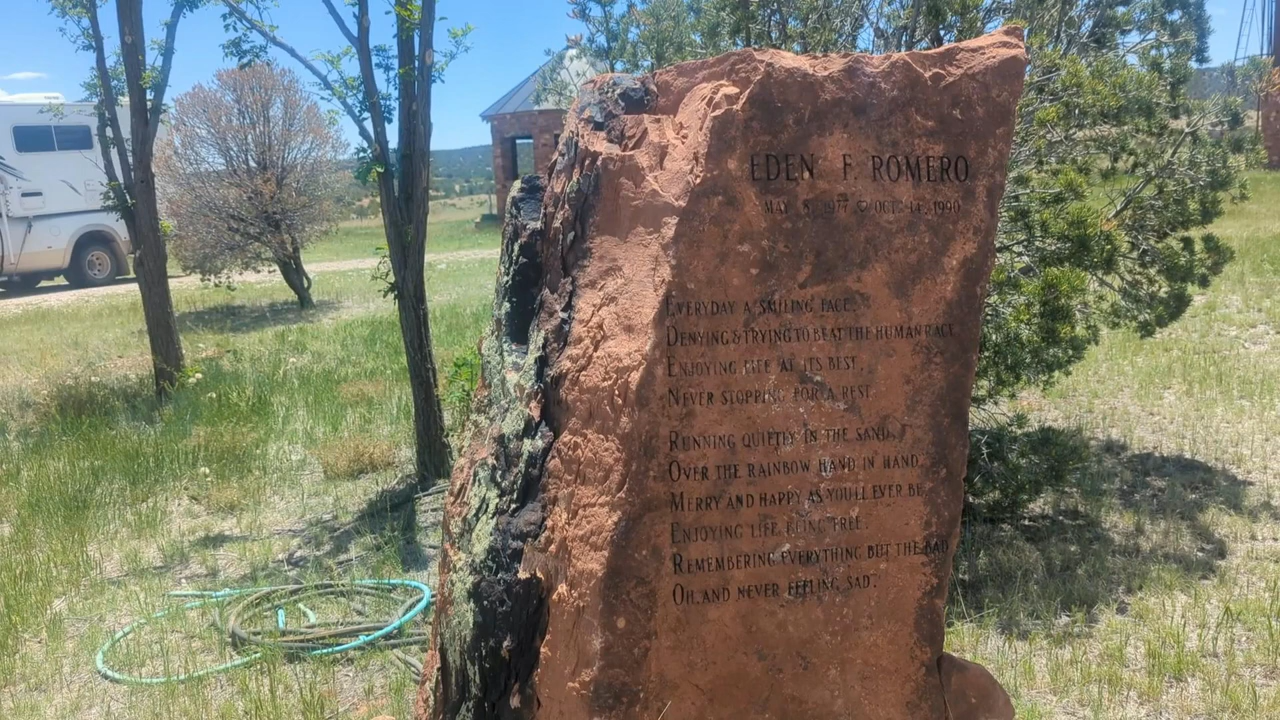 EDEN F. ROMERO
MAY 8, 1977 ♡ OCT. 14, 1990
EVERYDAY A SMILING FACE,
DENYING & TRYING TO BEAT THE HUMAN RACE
ENJOYING LIFE AT ITS BEST,
NEVER STOPPING FOR A REST.
RUNNING QUIETLY IN THE SAND,
OVER THE RAINBOW HAND IN HAND,
MERRY AND HAPPY AS YOU'LL EVER BE,
ENJOYING LIFE BEING FREE.
REMEMBERING EVERYTHING BUT THE BAD
OH, AND NEVER FEELING SAD.